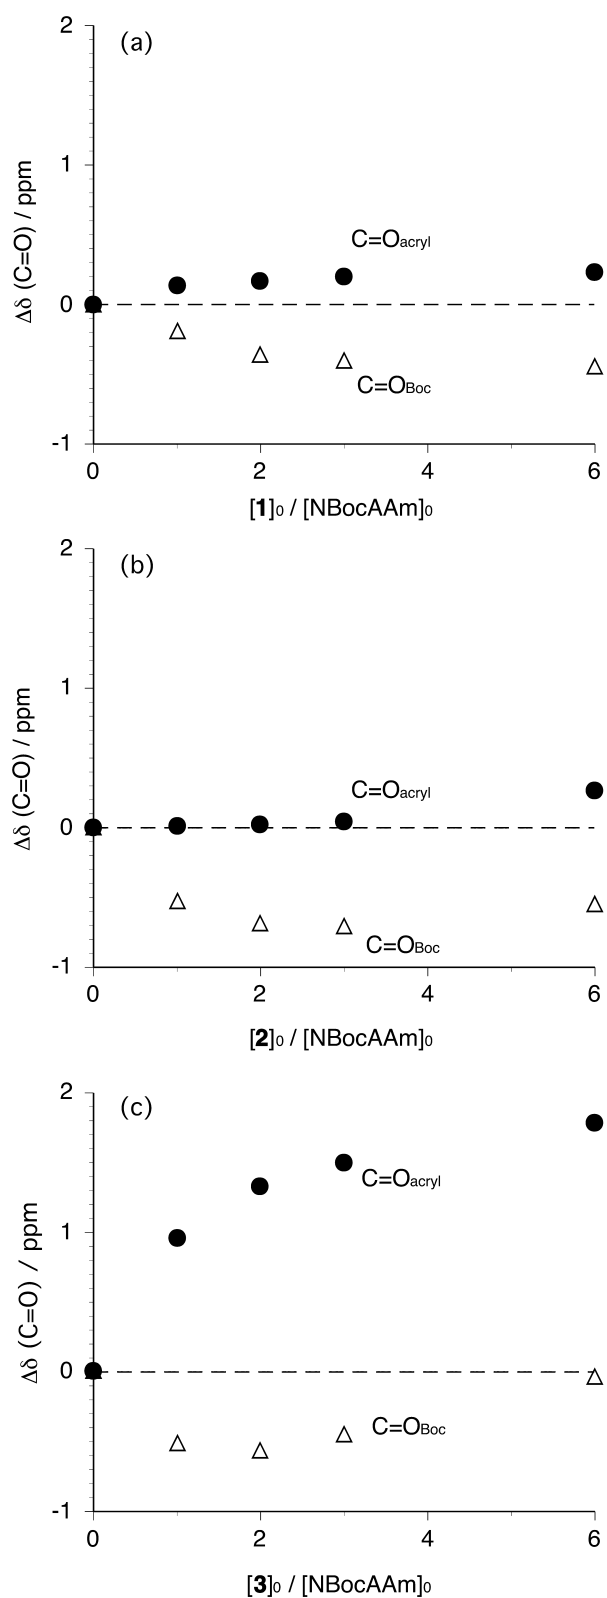 (a)
2
1
0
-1
Δδ (C=O) / ppm
C=Oacryl
C=OBoc
0 2 4 6
[1]0 / [NBocAAm]0
(b)
2
1
0
-1
Δδ (C=O) / ppm
C=Oacryl
C=OBoc
0 2 4 6
[2]0 / [NBocAAm]0
(c)
2
1
0
-1
Δδ (C=O) / ppm
C=Oacryl
C=OBoc
0 2 4 6
[3]0 / [NBocAAm]0